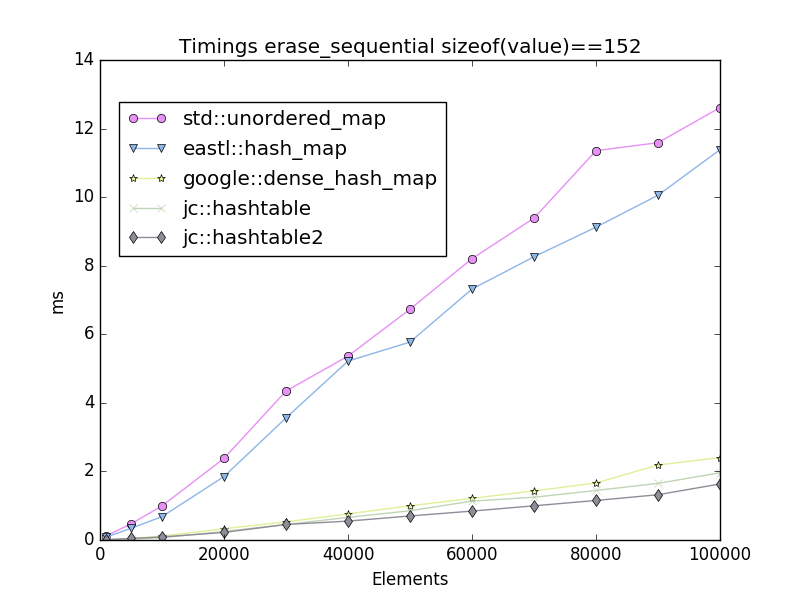 Timings erase_sequential sizeof(value)==152
14
12
10
8
6
4
2
0
ms
std::unordered_map
eastl::hash_map
google::dense_hash_map
jc::hashtable
jc::hashtable2
0 20000 40000 60000 80000 100000
Elements